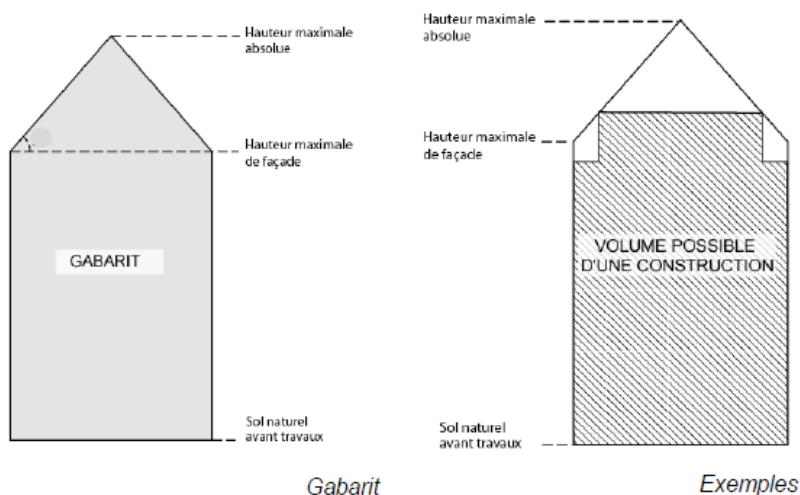 Hauteur maximale
absolue
Hauteur maximale
de façade
GABARIT
Sol naturel
avant travaux
Gabarit
Hauteur maximale
absolue
Hauteur maximale
de façade
VOLUME POSSIBLE
D'UNE CONSTRUCTION
Sol naturel
avant travaux
Exemples